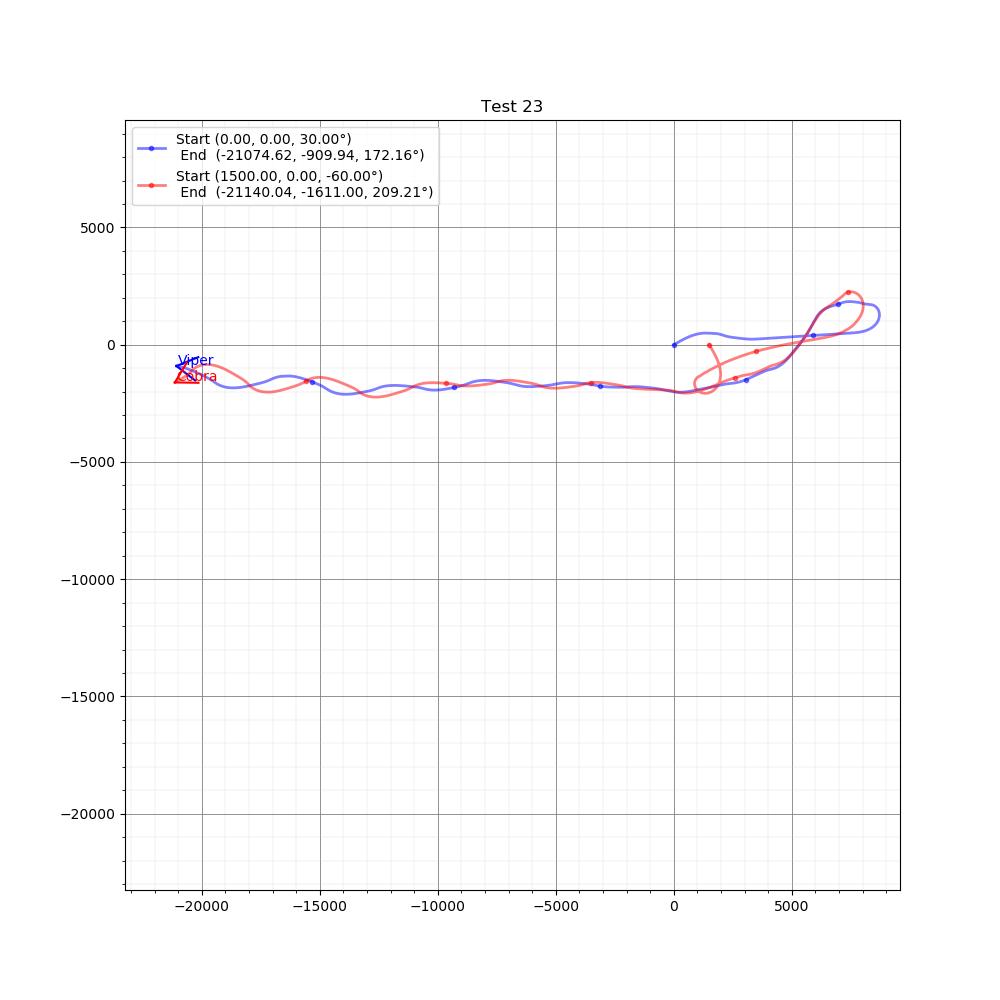 Test 23
Start (0.00, 0.00, 30.00°)
End (-21074.62, -909.94, 172.16°)
Start (1500.00, 0.00, -60.00°)
End (-21140.04, -1611.00, 209.21°)
5000
0
−5000
−10000
−15000
−20000
Viper
Cobra
−20000 −15000 −10000 −5000 0 5000